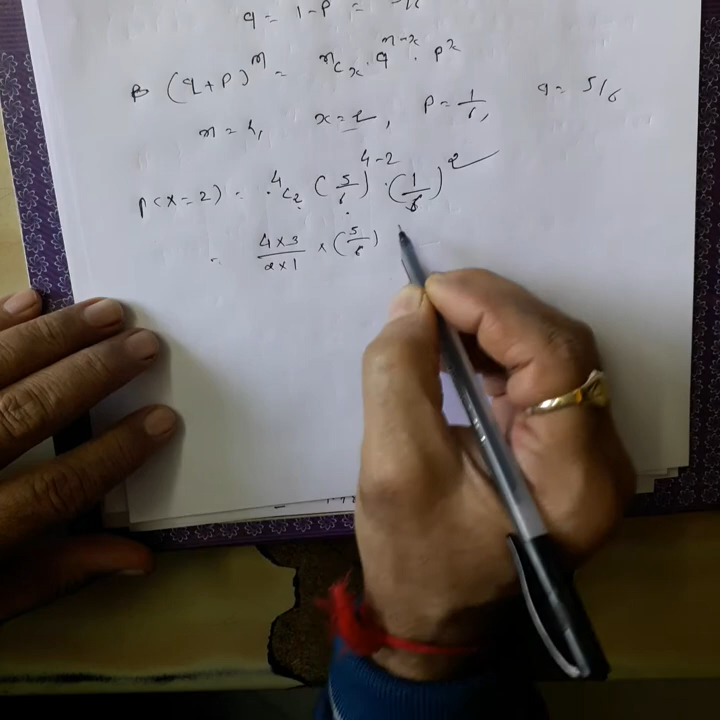 q = 1 - P =
B (q+P)^n = nCx . q^n-x . p^x
n = 4, x = 2, P = 1/6, q = 5/6
P(x = 2) = 4C2 (5/6)^4-2 . (1/6)^2
= 4×3/2×1 × (5/6)